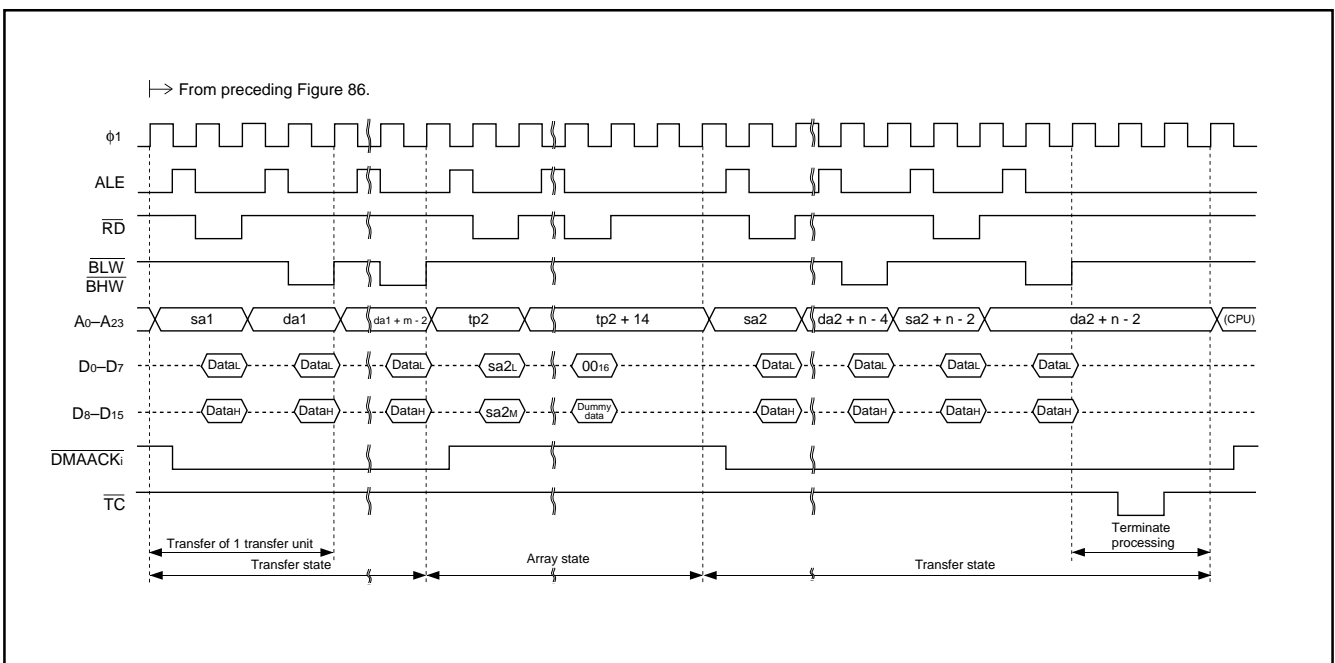 From preceding Figure 86.
ϕ1
ALE
RD
BLW
BHW
A0–A23 sa1 da1 da1 + m - 2 tp2 tp2 + 14 sa2 da2 + n - 4 sa2 + n - 2 da2 + n - 2 (CPU)
D0–D7 DataL DataL DataL sa2L 0016 DataL DataL DataL DataL
D8–D15 DataH DataH DataH sa2M Dummy data DataH DataH DataH DataH
DMAACKi
TC
Transfer of 1 transfer unit
Terminate
processing
Transfer state Array state Transfer state